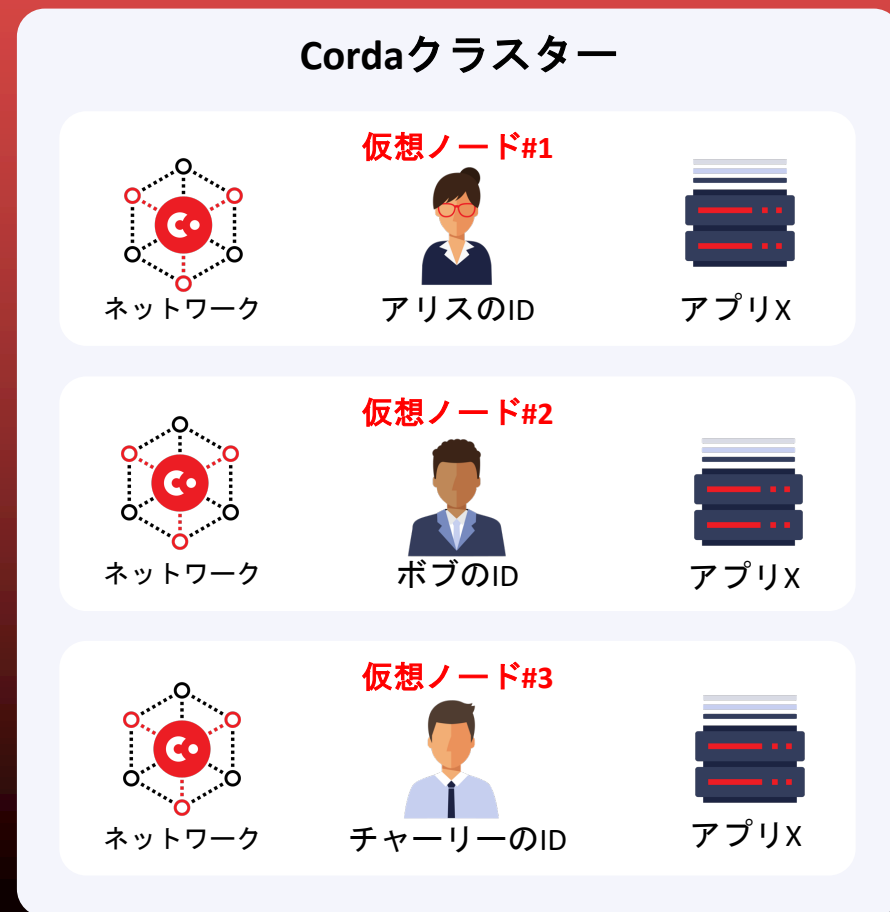 Cordaクラスター
仮想ノード#1
ネットワーク
アリスのID
アプリX
仮想ノード#2
ネットワーク
ボブのID
アプリX
仮想ノード#3
ネットワーク
チャーリーのID
アプリX